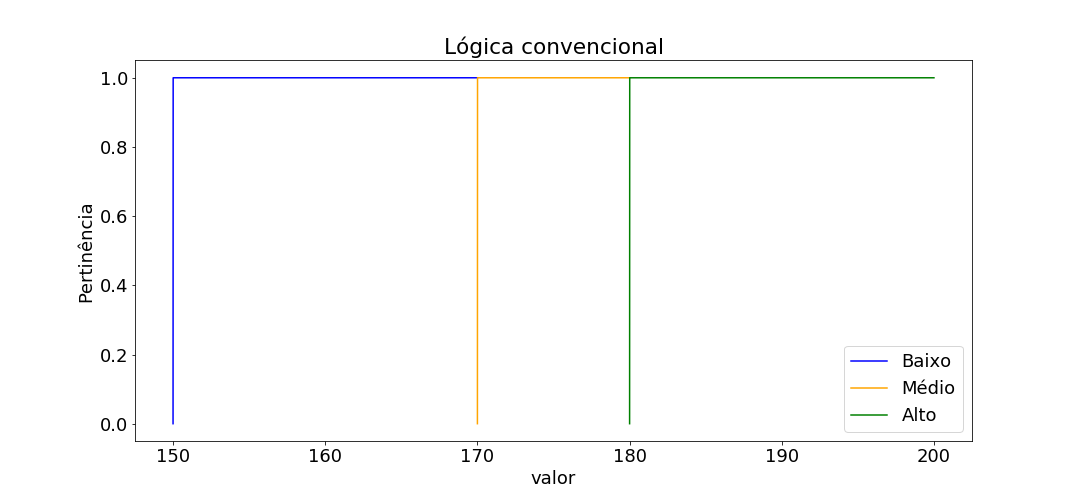 Lógica convencional
1.0
0.8
0.6
0.4
0.2
0.0
Pertinência
150 160 170 180 190 200
valor
Baixo
Médio
Alto